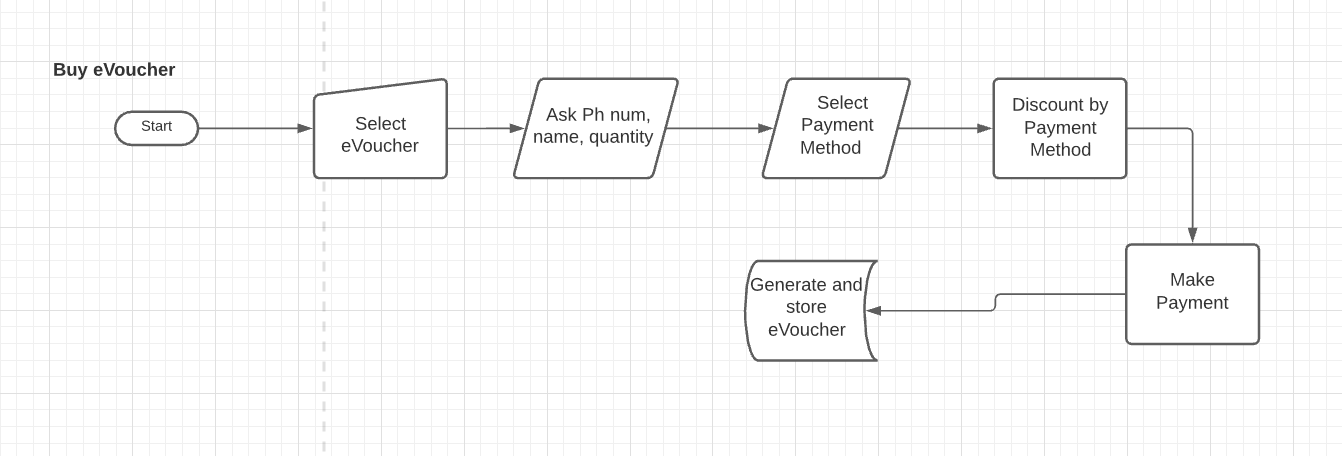 Buy eVoucher
Start
Select
eVoucher
Ask Ph num,
name, quantity
Select
Payment
Method
Discount by
Payment
Method
Make
Payment
Generate and
store
eVoucher